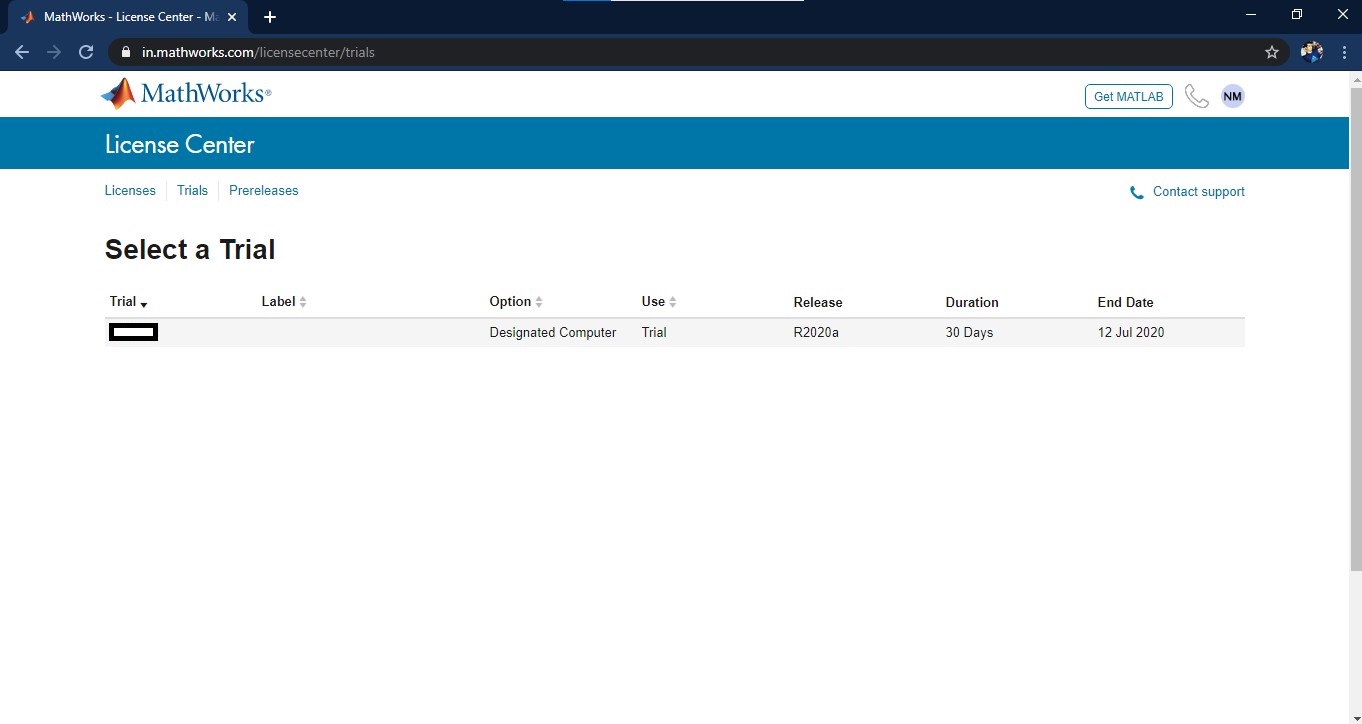 MathWorks - License Center - Ma
in.mathworks.com/licensecenter/trials
MathWorks®
Get MATLAB
NM
License Center
Licenses Trials Prereleases Contact support
Select a Trial
Trial Label Option Use Release Duration End Date
Designated Computer Trial R2020a 30 Days 12 Jul 2020